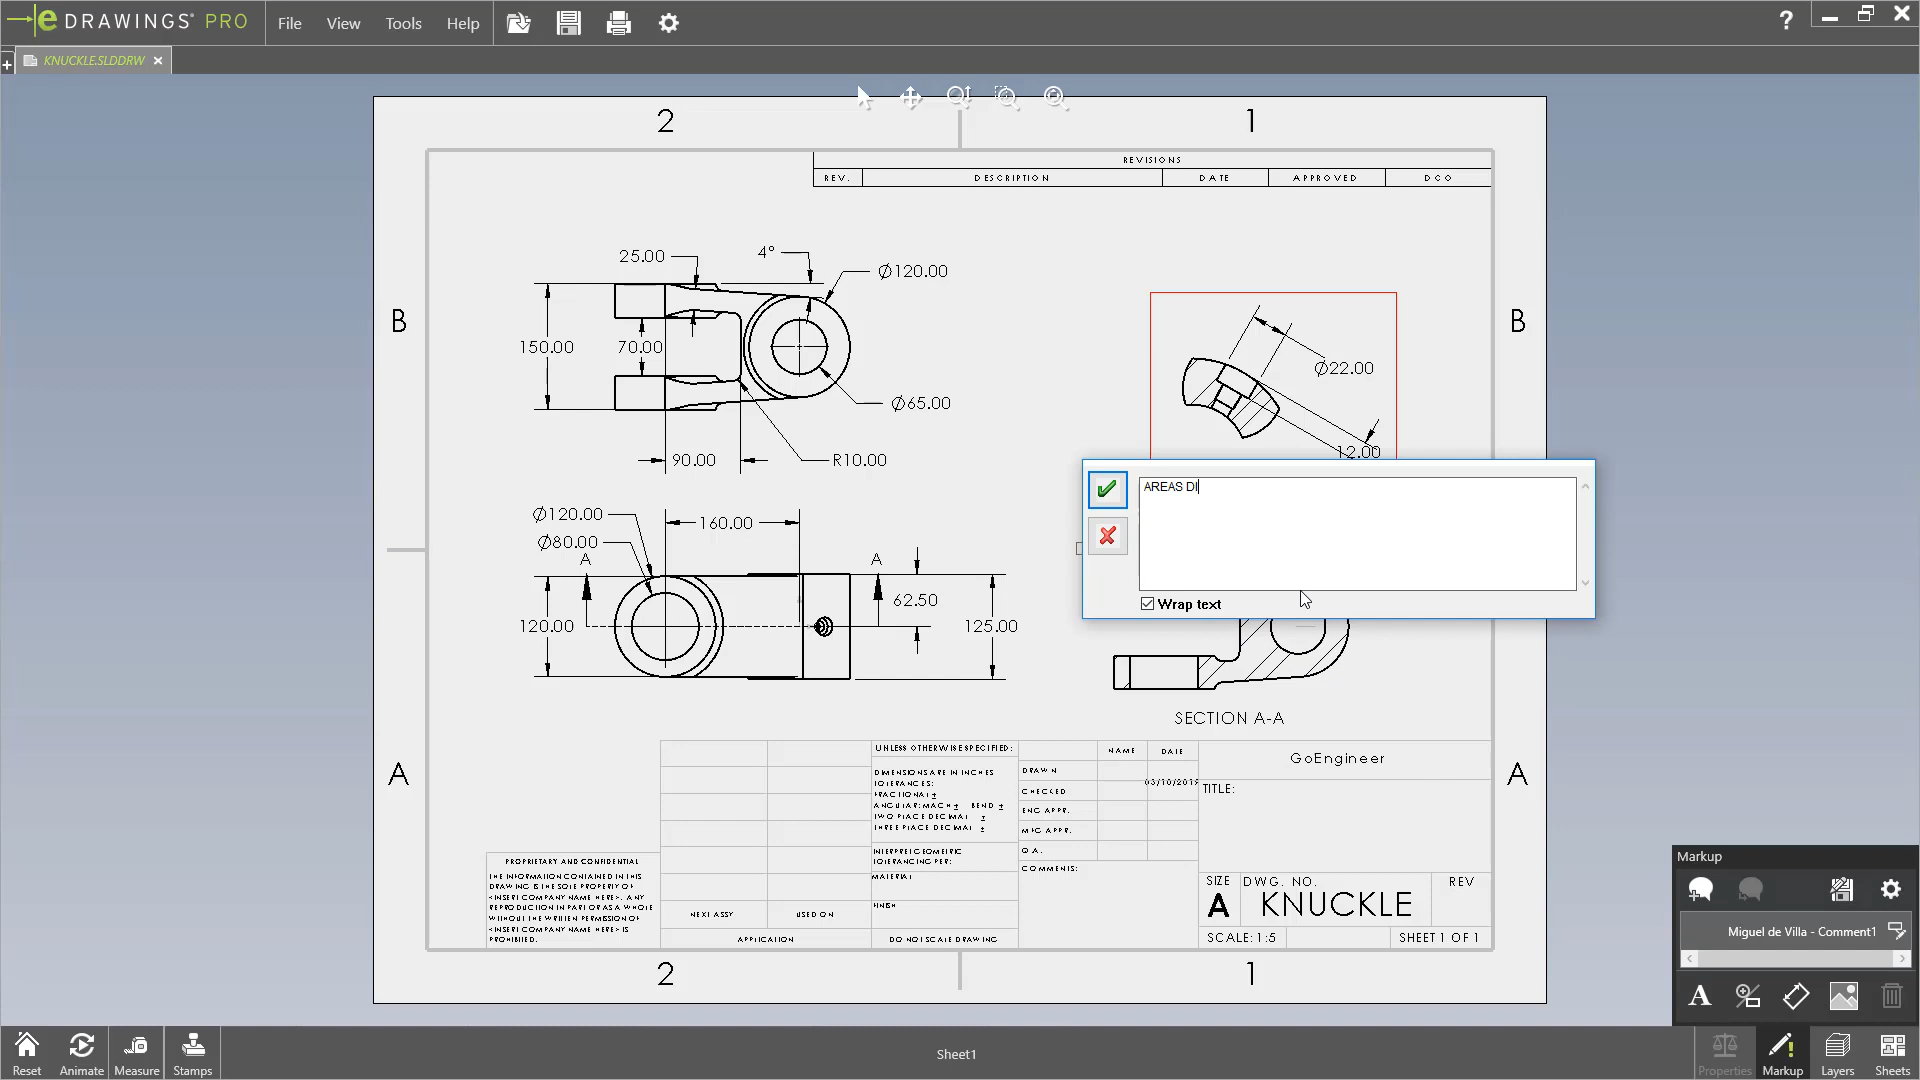 eDRAWINGS® PRO
File View Tools Help
?
KNUCKLE.SLDDRW
2 1
REVISIONS
REV. DESCRIPTION DATE APPROVED DCO
25.00
4°
Ø120.00
B
150.00
70.00
Ø65.00
90.00
R10.00
Ø22.00
12.00
B
AREAS DI
Wrap text
Ø120.00
Ø80.00
160.00
A A
62.50
120.00
125.00
SECTION A-A
A
UNLESS OTHERWISE SPECIFIED:
DIMENSIONS ARE IN INCHES
TOLERANCES:
FRACTIONAL±
ANGULAR: MACH± BEND ±
TWO PLACE DECIMAL ±
THREE PLACE DECIMAL ±
INTERPRET GEOMETRIC
TOLERANCING PER:
MATERIAL
FINISH
DO NOT SCALE DRAWING
NAME DATE
DRAWN
03/10/2019
CHECKED
ENG APPR.
MFG APPR.
Q.A.
COMMENTS:
GoEngineer
TITLE:
A
SIZE DWG. NO. REV
A KNUCKLE
SCALE: 1:5 SHEET 1 OF 1
PROPRIETARY AND CONFIDENTIAL
THE INFORMATION CONTAINED IN THIS
DRAWING IS THE SOLE PROPERTY OF
<INSERT COMPANY NAME HERE>. ANY
REPRODUCTION IN PART OR AS A WHOLE
WITHOUT THE WRITTEN PERMISSION OF
<INSERT COMPANY NAME HERE> IS
PROHIBITED.
NEXT ASSY USED ON
APPLICATION
2 1
Markup
Miguel de Villa - Comment1
A
Reset Animate Measure Stamps
Sheet1
Properties Markup Layers Sheets